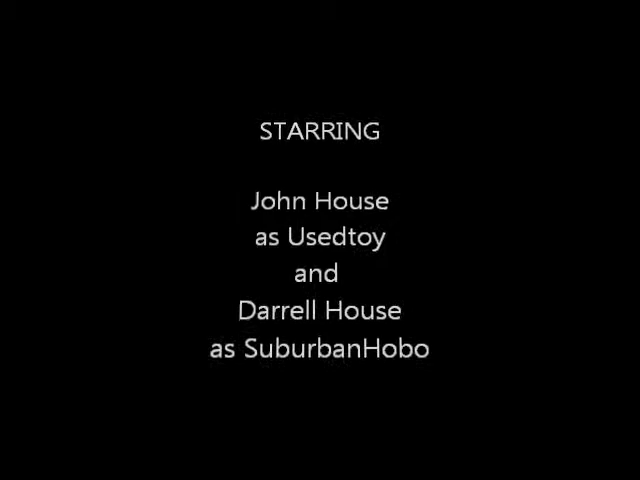 STARRING
John House
as Usedtoy
and
Darrell House
as SuburbanHobo